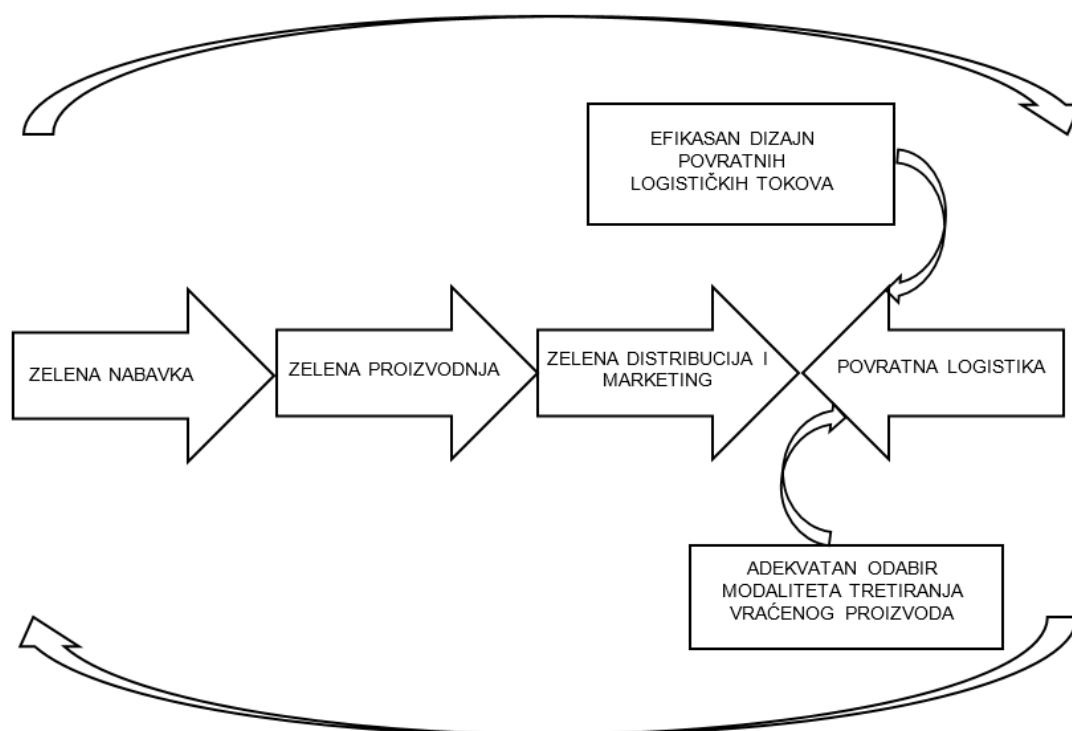 EFIKASAN DIZAJN
POVRATNIH
LOGISTIČKIH TOKOVA
ZELENA NABAVKA
ZELENA PROIZVODNJA
ZELENA DISTRIBUCIJA I
MARKETING
POVRATNA LOGISTIKA
ADEKVATAN ODABIR
MODALITETA TRETIRANJA
VRAĆENOG PROIZVODA